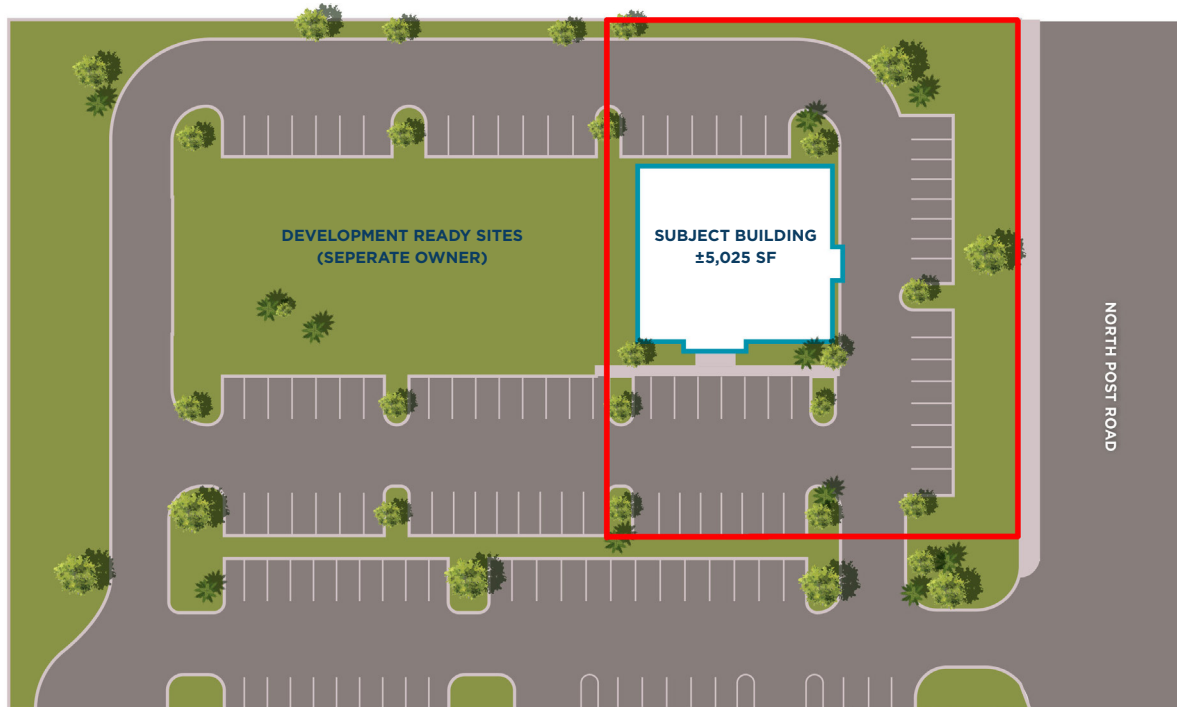 DEVELOPMENT READY SITES
(SEPERATE OWNER)
SUBJECT BUILDING
±5,025 SF
NORTH POST ROAD